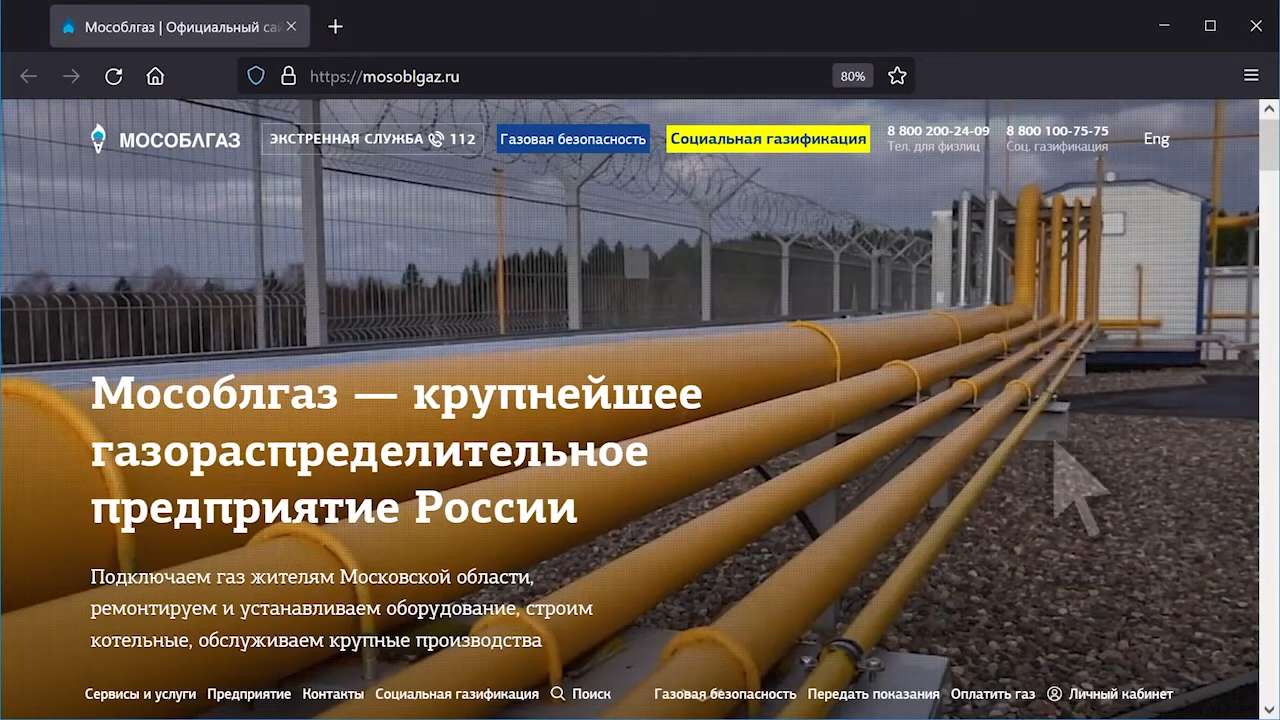 Мособлгаз | Официальный сай
https://mosoblgaz.ru
80%
МОСОБЛГАЗ
ЭКСТРЕННАЯ СЛУЖБА 112
Газовая безопасность
Социальная газификация
8 800 200-24-09
Тел. для физлиц
8 800 100-75-75
Соц. газификация
Eng
Мособлгаз — крупнейшее
газораспределительное
предприятие России
Подключаем газ жителям Московской области,
ремонтируем и устанавливаем оборудование, строим
котельные, обслуживаем крупные производства
Сервисы и услуги Предприятие Контакты Социальная газификация Поиск Газовая безопасность Передать показания Оплатить газ Личный кабинет